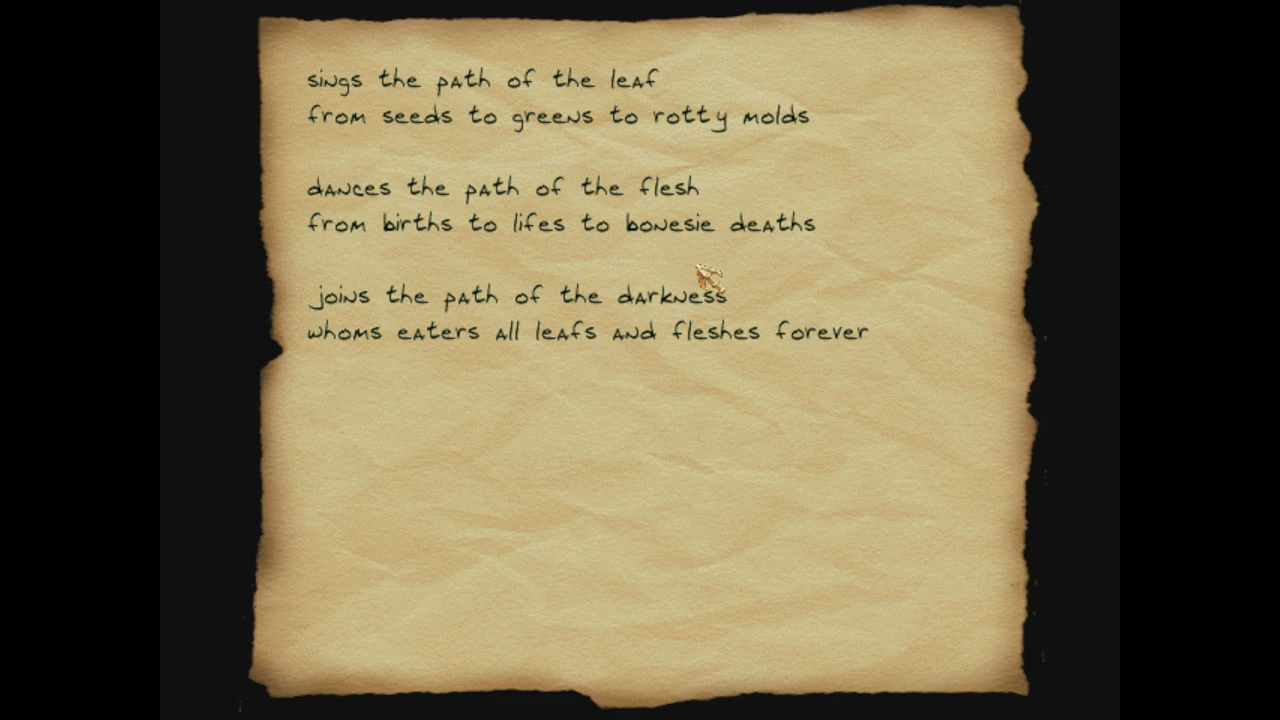 sings the path of the leaf
from seeds to greens to rotty molds
dances the path of the flesh
from births to lifes to bonesie deaths
joins the path of the darkness
whoms eaters all leafs and fleshes forever